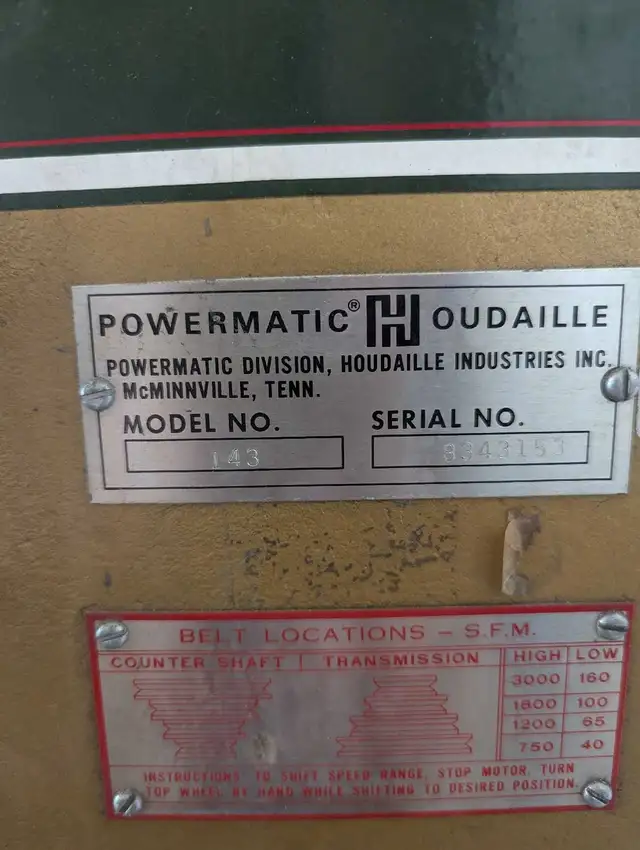 POWERMATIC® HOUDAILLE
POWERMATIC DIVISION, HOUDAILLE INDUSTRIES INC.
McMINNVILLE, TENN.
MODEL NO. SERIAL NO.
143 8343153
BELT LOCATIONS – S.F.M.
COUNTER SHAFT TRANSMISSION HIGH LOW
3000 160
1800 100
1200 65
750 40
INSTRUCTIONS TO SHIFT SPEED RANGE, STOP MOTOR, TURN
TOP WHEEL BY HAND WHILE SHIFTING TO DESIRED POSITION.